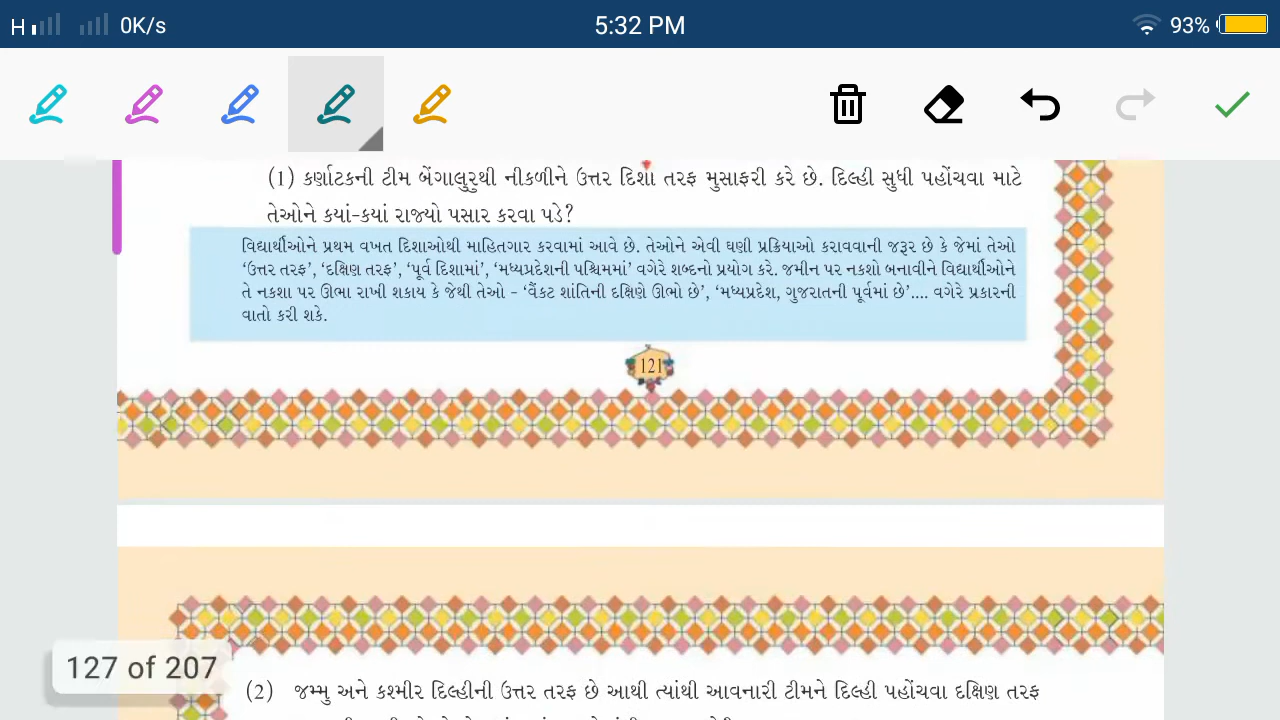 H 0K/s 5:32 PM 93%
(1) કર્ણાટકની ટીમ બેંગાલુરુથી નીકળીને ઉત્તર દિશા તરફ મુસાફરી કરે છે. દિલ્હી સુધી પહોંચવા માટે
તેઓને કયાં-કયાં રાજ્યો પસાર કરવા પડે?
વિદ્યાર્થીઓને પ્રથમ વખત દિશાઓથી માહિતગાર કરવામાં આવે છે. તેઓને એવી ઘણી પ્રક્રિયાઓ કરાવવાની જરૂર છે કે જેમાં તેઓ
‘ઉત્તર તરફ’, ‘દક્ષિણ તરફ’, ‘પૂર્વ દિશામાં’, ‘મધ્યપ્રદેશની પશ્ચિમમાં’ વગેરે શબ્દનો પ્રયોગ કરે. જમીન પર નકશો બનાવીને વિદ્યાર્થીઓને
તે નકશા પર ઊભા રાખી શકાય કે જેથી તેઓ - ‘વૈંકટ શાંતિની દક્ષિણે ઊભો છે’, ‘મધ્યપ્રદેશ, ગુજરાતની પૂર્વમાં છે’.... વગેરે પ્રકારની
વાતો કરી શકે.
121
127 of 207
(2) જમ્મુ અને કશ્મીર દિલ્હીની ઉત્તર તરફ છે આથી ત્યાંથી આવનારી ટીમને દિલ્હી પહોંચવા દક્ષિણ તરફ